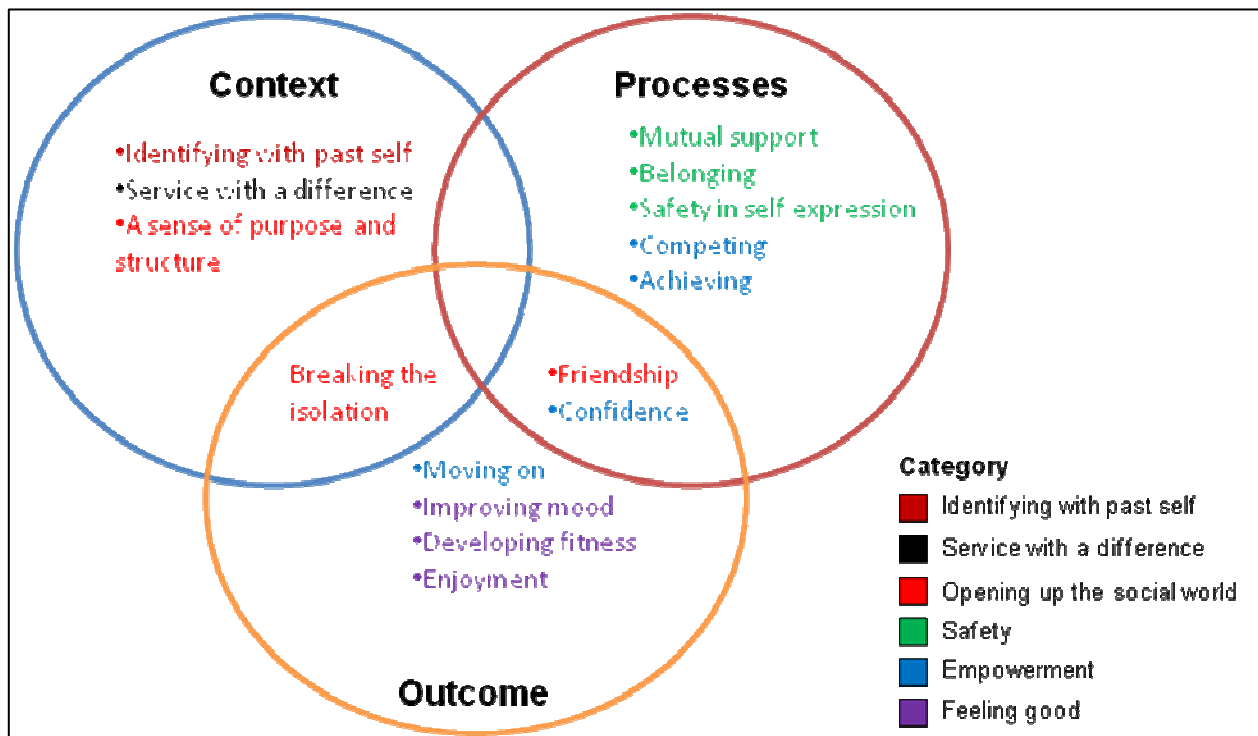 Context
•Identifying with past self
•Service with a difference
•A sense of purpose and
structure
Processes
•Mutual support
•Belonging
•Safety in self expression
•Competing
•Achieving
Breaking the
isolation
•Friendship
•Confidence
•Moving on
•Improving mood
•Developing fitness
•Enjoyment
Outcome
Category
Identifying with past self
Service with a difference
Opening up the social world
Safety
Empowerment
Feeling good